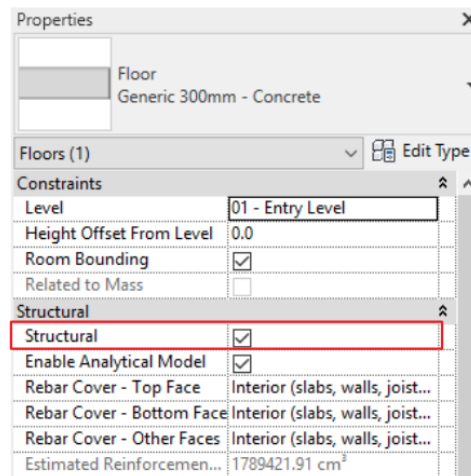 Properties
Floor
Generic 300mm - Concrete
Floors (1)
Edit Type
Constraints
Level 01 - Entry Level
Height Offset From Level 0.0
Room Bounding
Related to Mass
Structural
Structural
Enable Analytical Model
Rebar Cover - Top Face Interior (slabs, walls, joist...
Rebar Cover - Bottom Face Interior (slabs, walls, joist...
Rebar Cover - Other Faces Interior (slabs, walls, joist...
Estimated Reinforcemen... 1789421.91 cm³